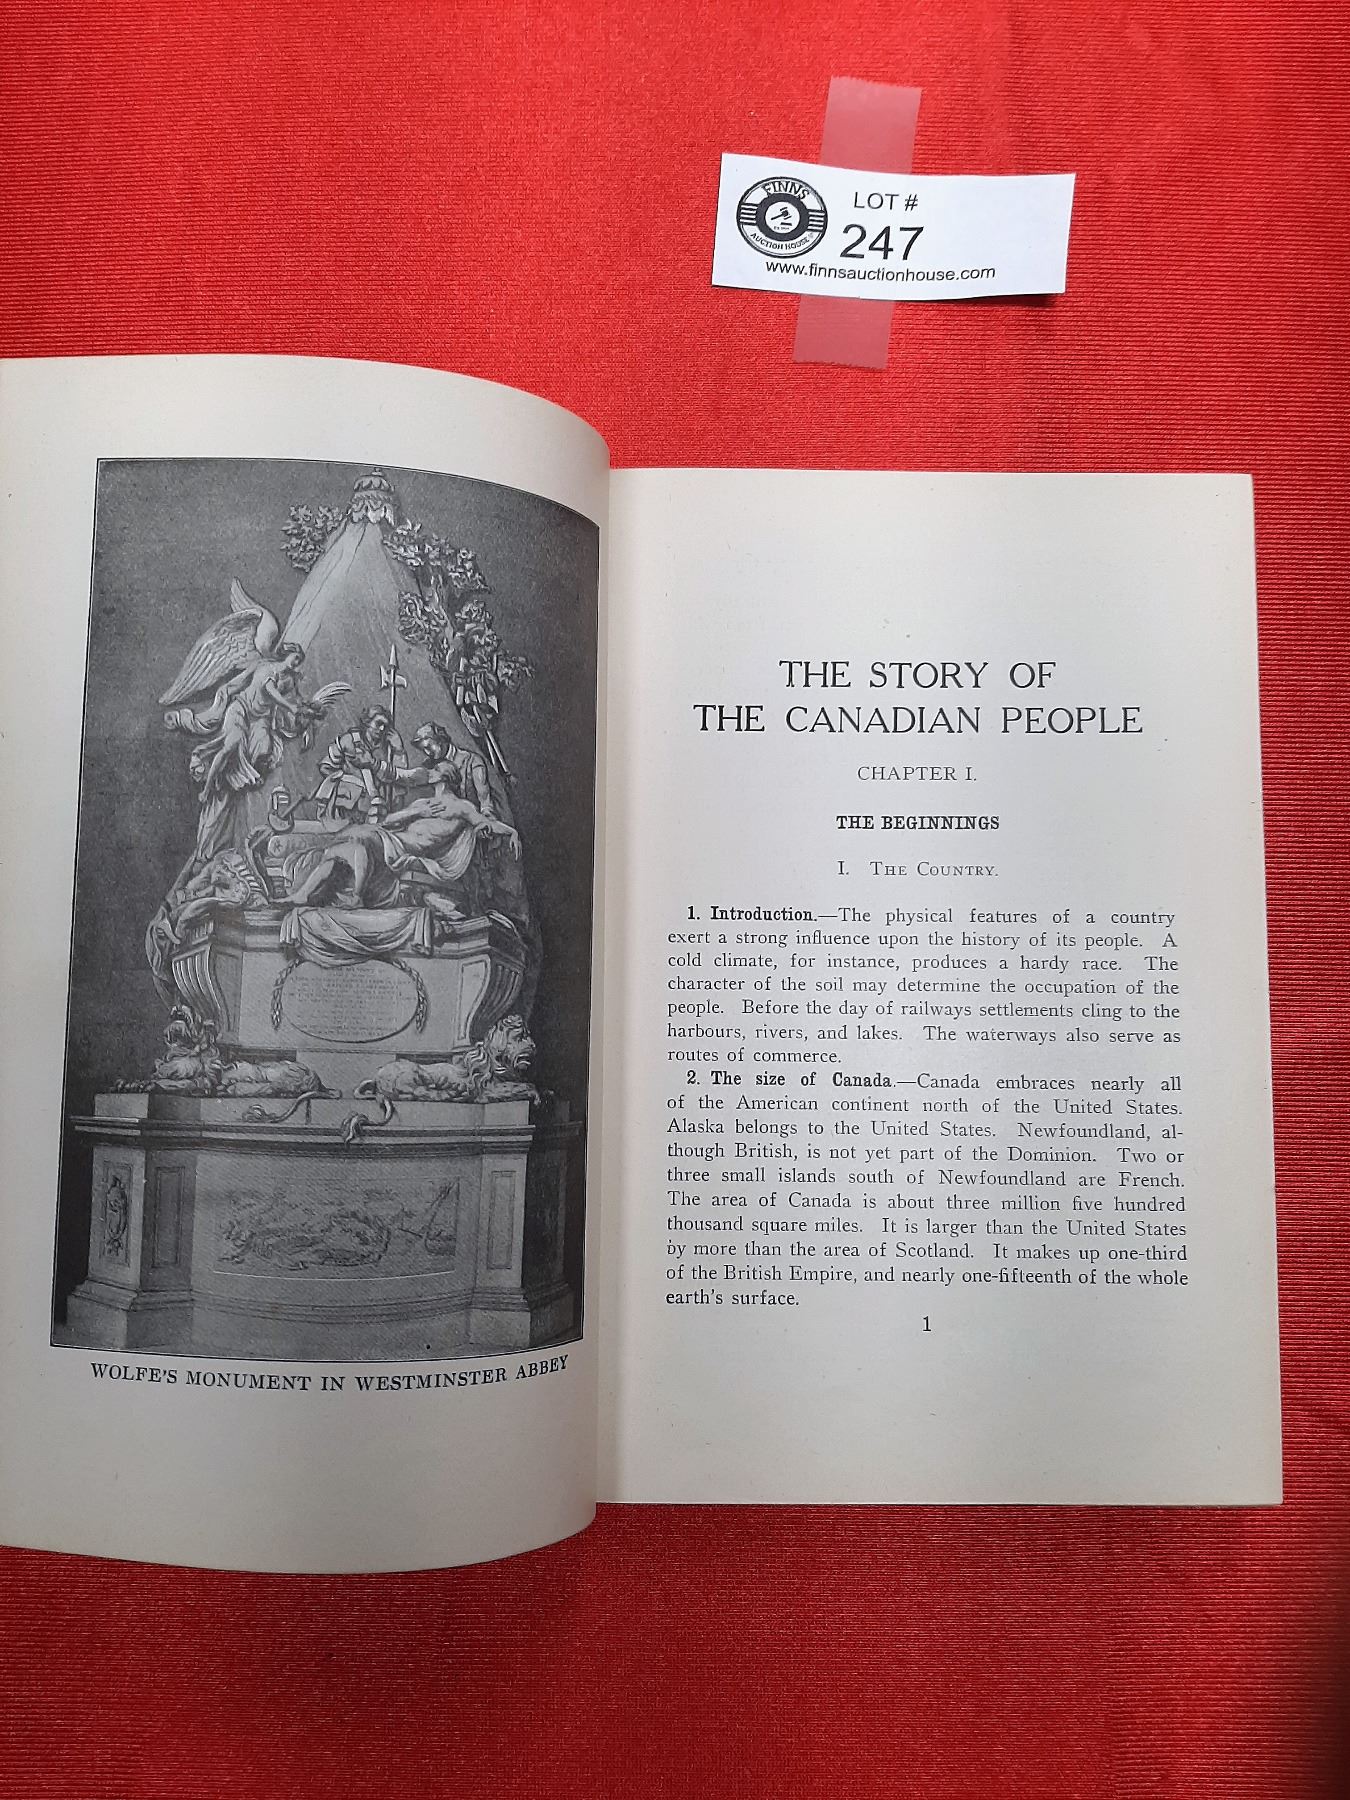 FINNS
AUCTION HOUSE
LOT #
247
www.finnsauctionhouse.com
WOLFE'S MONUMENT IN WESTMINSTER ABBEY
THE STORY OF
THE CANADIAN PEOPLE
CHAPTER I.
THE BEGINNINGS
I. THE COUNTRY.
1. Introduction.—The physical features of a country
exert a strong influence upon the history of its people. A
cold climate, for instance, produces a hardy race. The
character of the soil may determine the occupation of the
people. Before the day of railways settlements cling to the
harbours, rivers, and lakes. The waterways also serve as
routes of commerce.
2. The size of Canada.—Canada embraces nearly all
of the American continent north of the United States.
Alaska belongs to the United States. Newfoundland, al-
though British, is not yet part of the Dominion. Two or
three small islands south of Newfoundland are French.
The area of Canada is about three million five hundred
thousand square miles. It is larger than the United States
by more than the area of Scotland. It makes up one-third
of the British Empire, and nearly one-fifteenth of the whole
earth's surface.
1